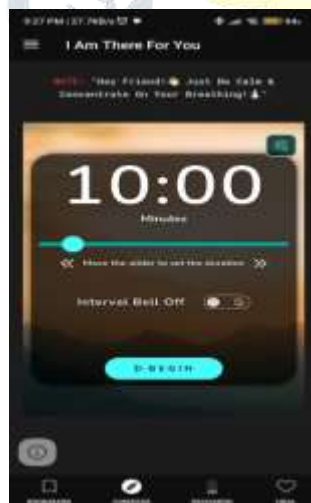 I Am There For You
NOTE: "Hey Friend! Just Be Calm &
Concentrate On Your Breathing!"
10:00
Minutes
Move the slider to set the duration
Interval Bell Off
BEGIN